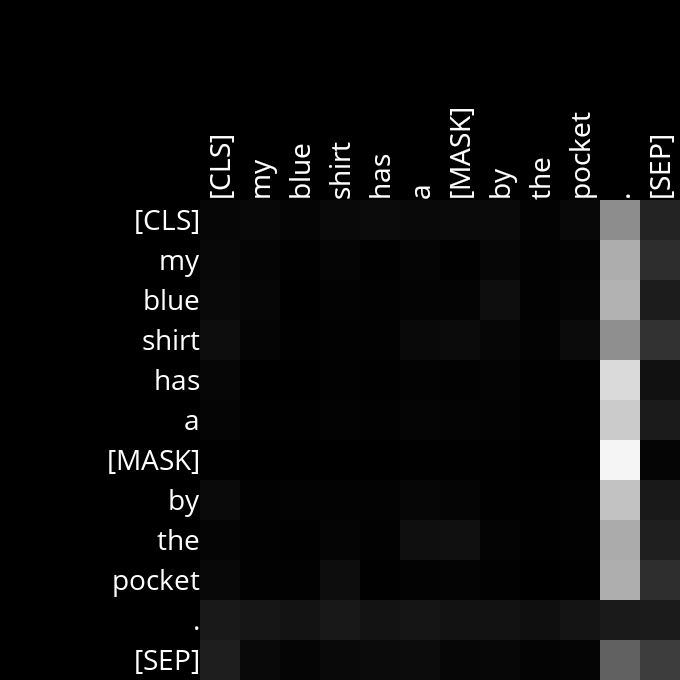 [CLS] my blue shirt has a [MASK] by the pocket . [SEP]
[CLS]
my
blue
shirt
has
a
[MASK]
by
the
pocket
.
[SEP]